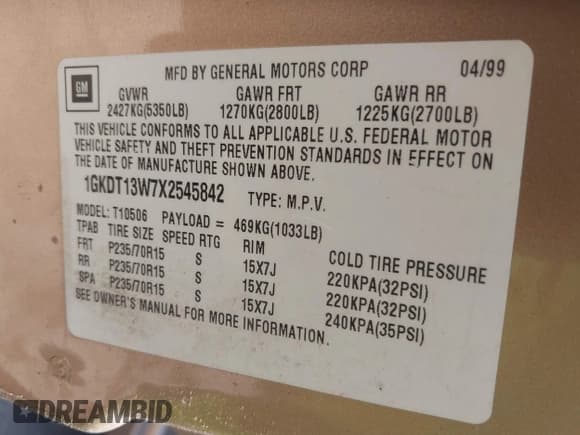 GM
MFD BY GENERAL MOTORS CORP 04/99
GVWR GAWR FRT GAWR RR
2427KG(5350LB) 1270KG(2800LB) 1225KG(2700LB)
THIS VEHICLE CONFORMS TO ALL APPLICABLE U.S. FEDERAL MOTOR
VEHICLE SAFETY AND THEFT PREVENTION STANDARDS IN EFFECT ON
THE DATE OF MANUFACTURE SHOWN ABOVE.
1GKDT13W7X2545842 TYPE: M.P.V.
MODEL: T10506 PAYLOAD = 469KG(1033LB)
TPAB TIRE SIZE SPEED RTG RIM COLD TIRE PRESSURE
FRT P235/70R15 S 15X7J 220KPA(32PSI)
RR P235/70R15 S 15X7J 220KPA(32PSI)
SPA P235/70R15 S 15X7J 240KPA(35PSI)
SEE OWNER'S MANUAL FOR MORE INFORMATION.
DREAMBID